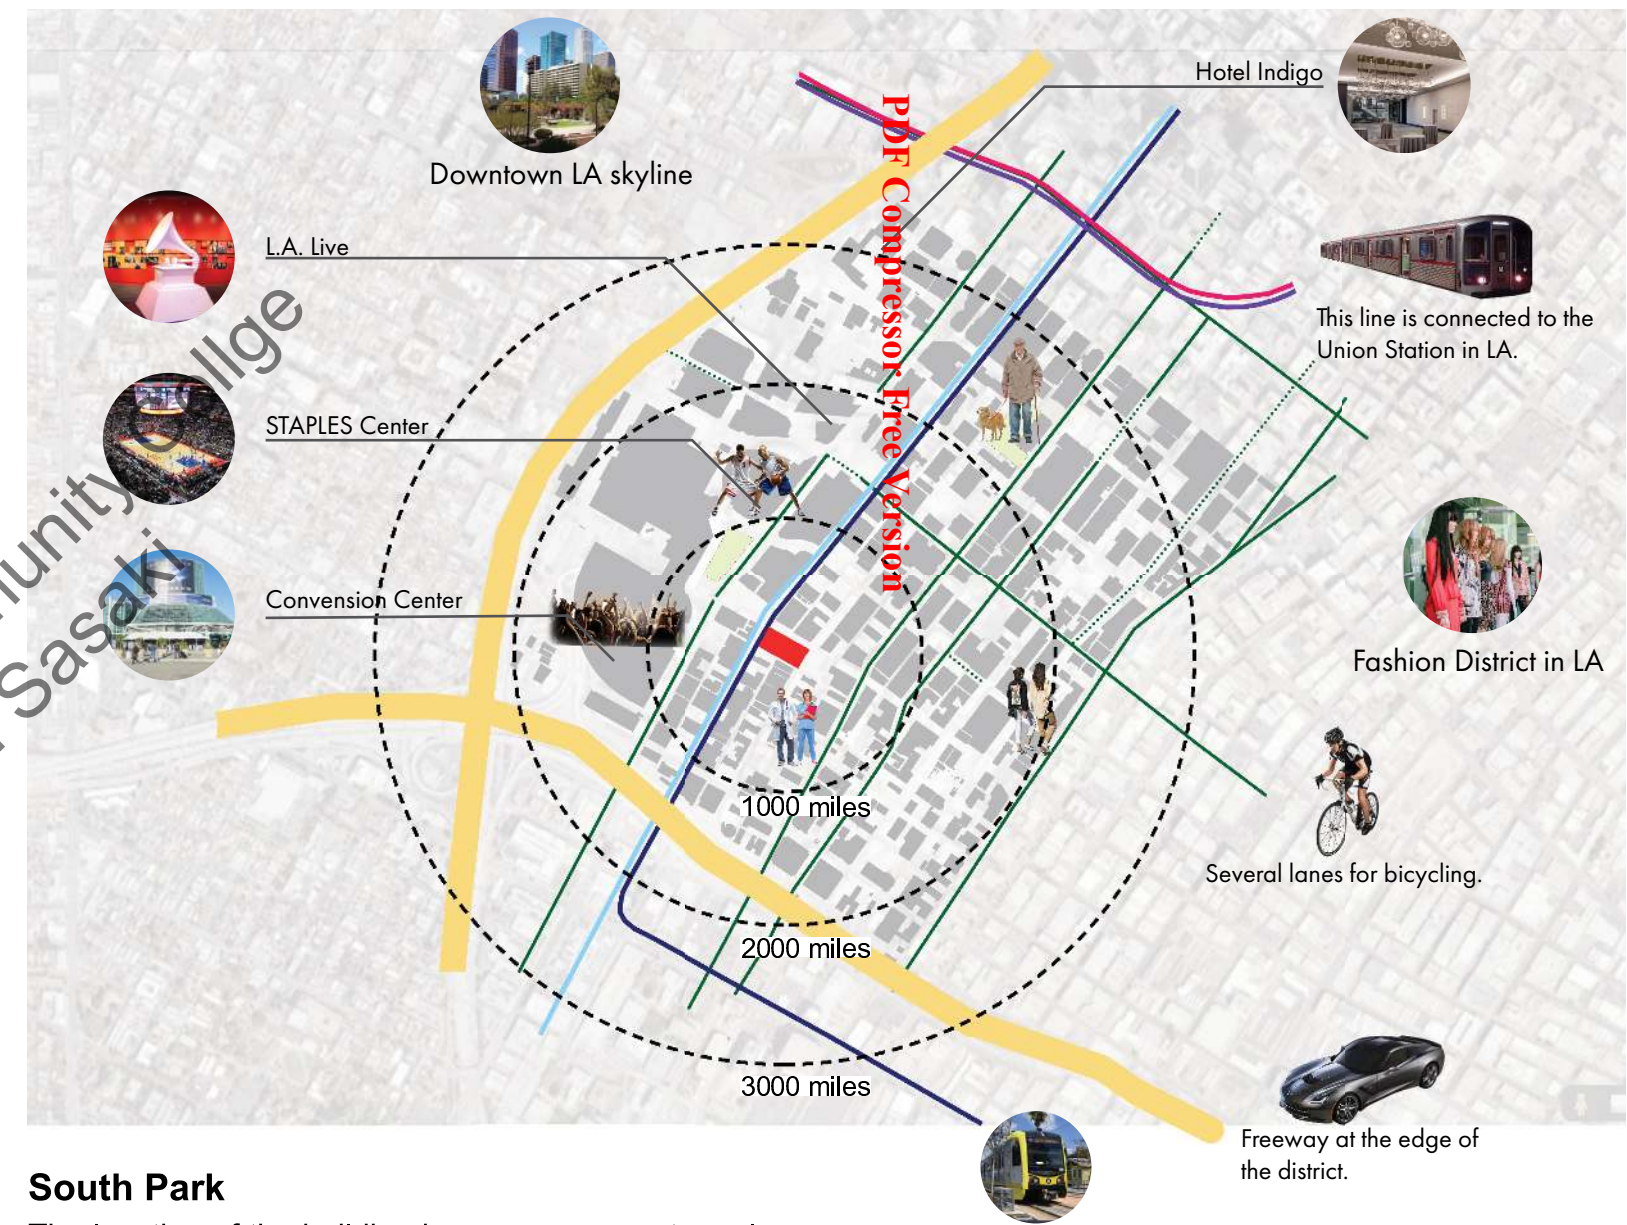 Hotel Indigo
Downtown LA skyline
L.A. Live
This line is connected to the
Union Station in LA.
STAPLES Center
PDF Compressor Free Version
Convension Center
Sasaki
Fashion District in LA
1000 miles
Several lanes for bicycling.
2000 miles
3000 miles
Freeway at the edge of
the district.
South Park